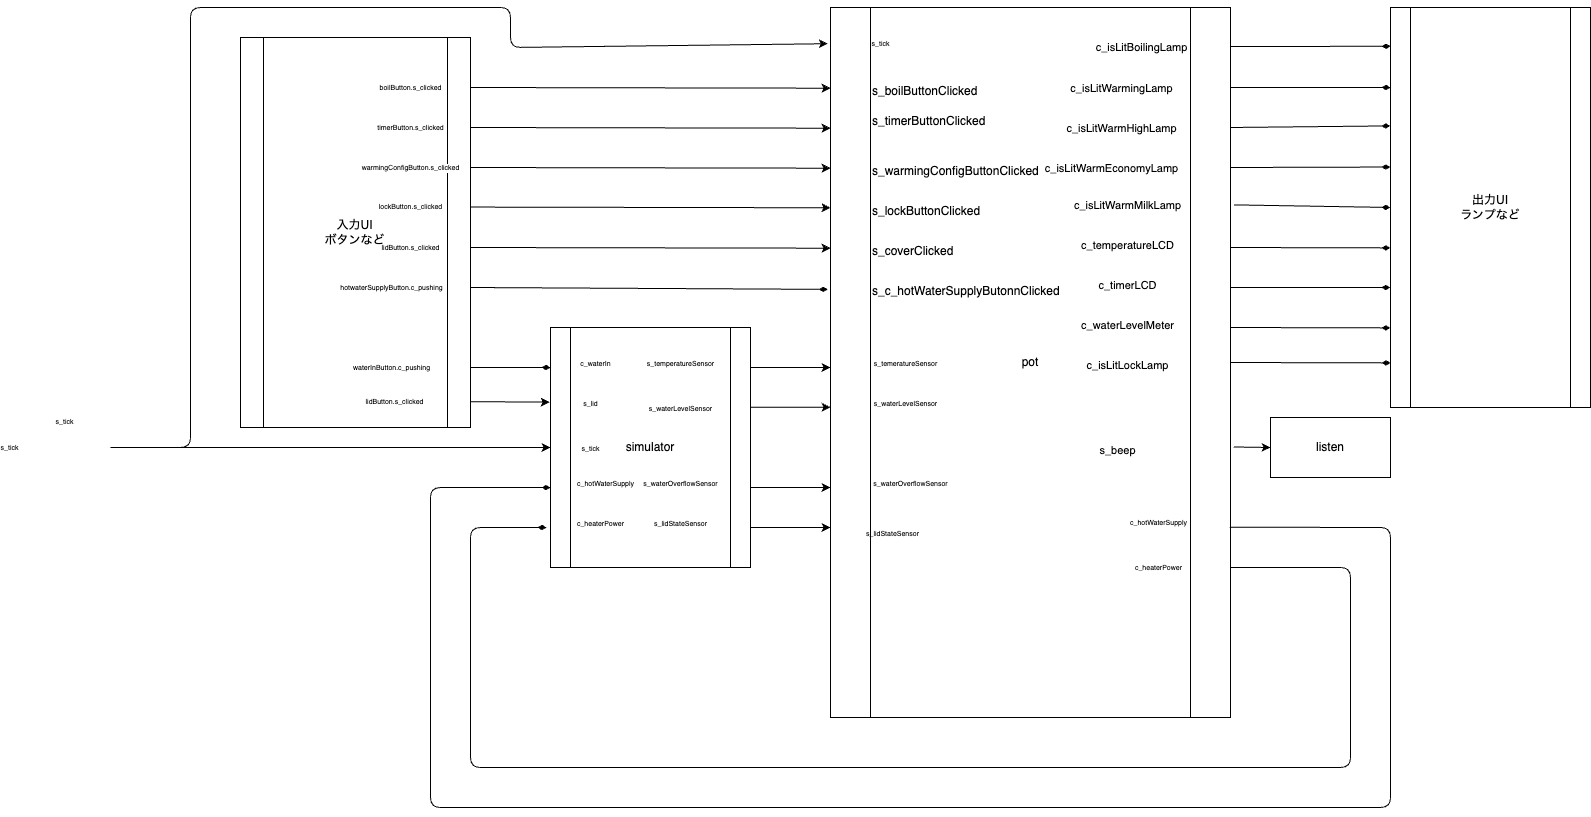 s_tick
s_tick
boilButton.s_clicked
timerButton.s_clicked
warmingConfigButton.s_clicked
lockButton.s_clicked
入力UI
ボタンなど
lidButton.s_clicked
hotwaterSupplyButton.c_pushing
waterInButton.c_pushing
lidButton.s_clicked
c_waterIn
s_lid
s_tick
c_hotWaterSupply
c_heaterPower
simulator
s_temperatureSensor
s_waterLevelSensor
s_waterOverflowSensor
s_lidStateSensor
s_tick
s_boilButtonClicked
s_timerButtonClicked
s_warmingConfigButtonClicked
s_lockButtonClicked
s_coverClicked
s_c_hotWaterSupplyButonnClicked
s_temeratureSensor
s_waterLevelSensor
s_waterOverflowSensor
s_lidStateSensor
pot
c_isLitBoilingLamp
c_isLitWarmingLamp
c_isLitWarmHighLamp
c_isLitWarmEconomyLamp
c_isLitWarmMilkLamp
c_temperatureLCD
c_timerLCD
c_waterLevelMeter
c_isLitLockLamp
s_beep
c_hotWaterSupply
c_heaterPower
出力UI
ランプなど
listen